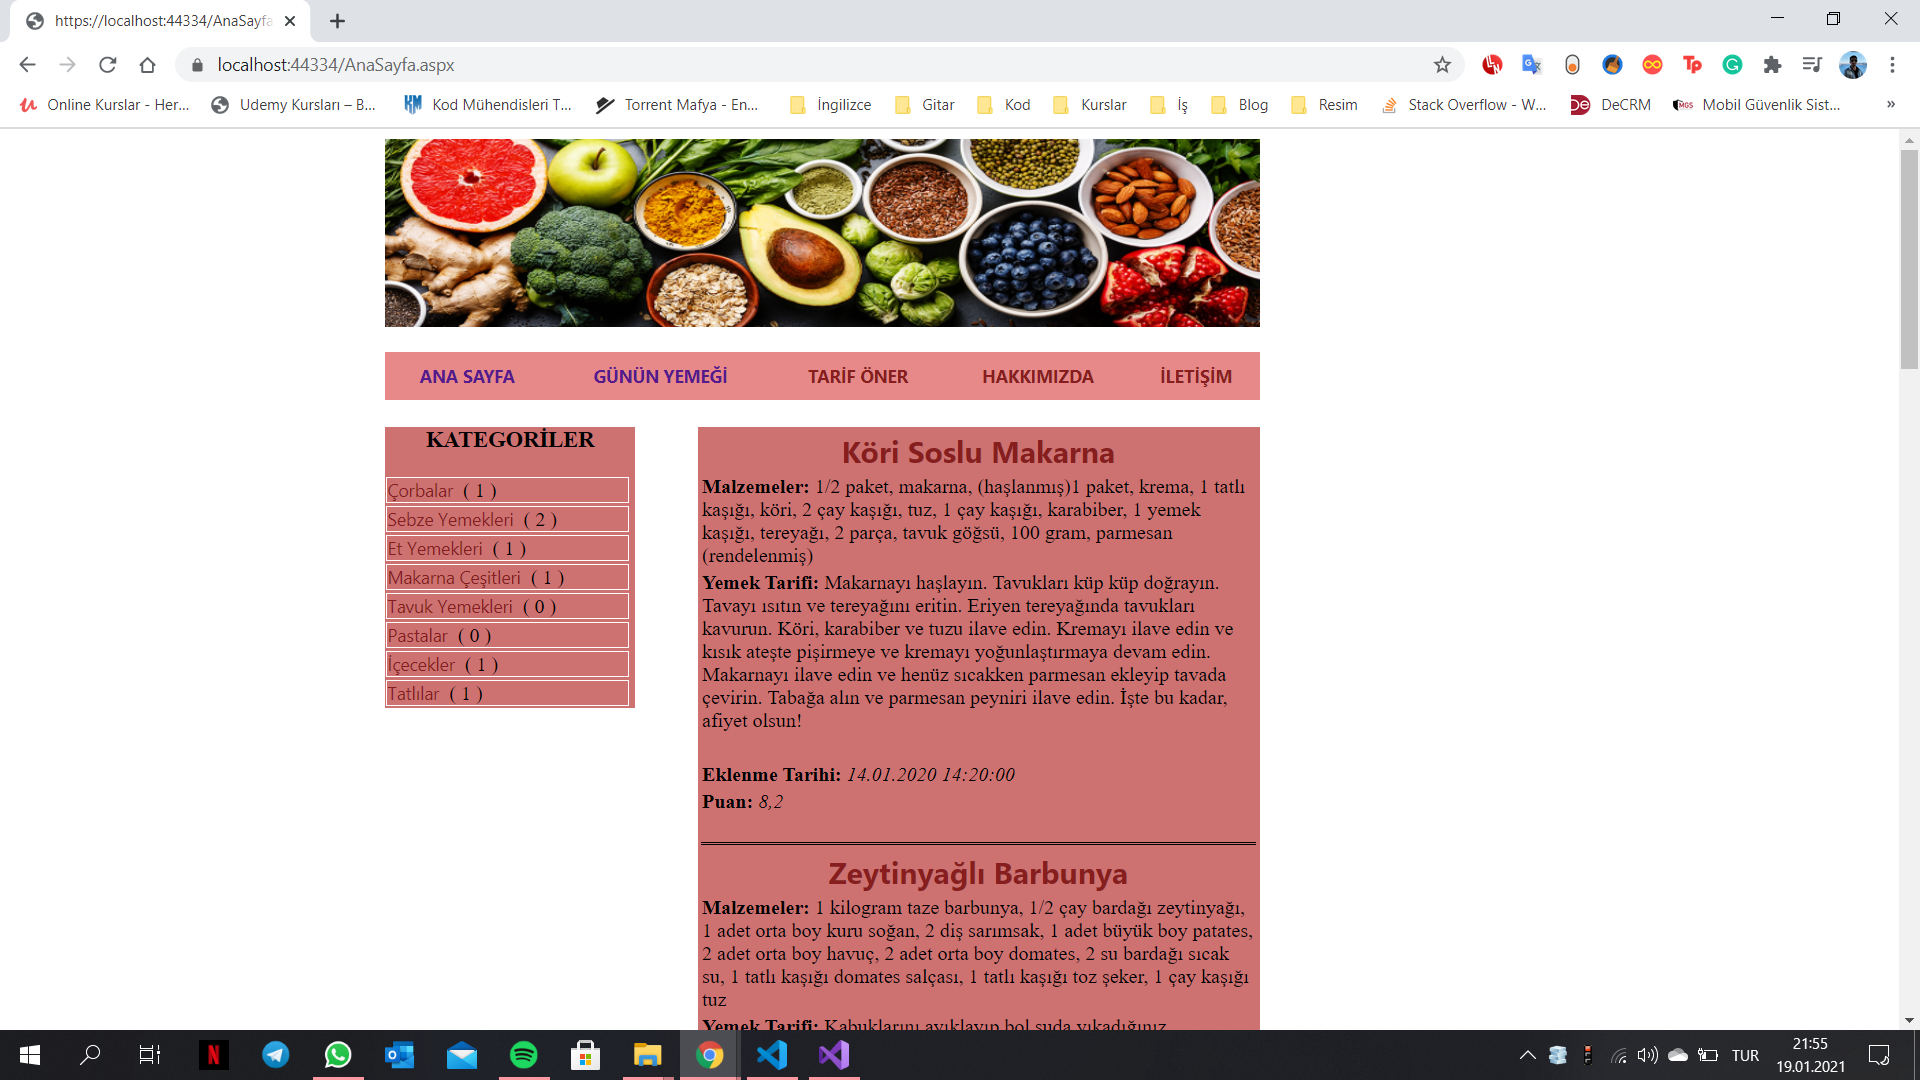 https://localhost:44334/AnaSayfa
localhost:44334/AnaSayfa.aspx
Online Kurslar - Her...
Udemy Kursları – B...
Kod Mühendisleri T...
Torrent Mafya - En...
İngilizce
Gitar
Kod
Kurslar
İş
Blog
Resim
Stack Overflow - W...
DeCRM
Mobil Güvenlik Sist...
»
ANA SAYFA
GÜNÜN YEMEĞİ
TARİF ÖNER
HAKKIMIZDA
İLETİŞİM
KATEGORİLER
Çorbalar ( 1 )
Sebze Yemekleri ( 2 )
Et Yemekleri ( 1 )
Makarna Çeşitleri ( 1 )
Tavuk Yemekleri ( 0 )
Pastalar ( 0 )
İçecekler ( 1 )
Tatlılar ( 1 )
Köri Soslu Makarna
Malzemeler: 1/2 paket, makarna, (haşlanmış)1 paket, krema, 1 tatlı
kaşığı, köri, 2 çay kaşığı, tuz, 1 çay kaşığı, karabiber, 1 yemek
kaşığı, tereyağı, 2 parça, tavuk göğsü, 100 gram, parmesan
(rendelenmiş)
Yemek Tarifi: Makarnayı haşlayın. Tavukları küp küp doğrayın.
Tavayı ısıtın ve tereyağını eritin. Eriyen tereyağında tavukları
kavurun. Köri, karabiber ve tuzu ilave edin. Kremayı ilave edin ve
kısık ateşte pişirmeye ve kremayı yoğunlaştırmaya devam edin.
Makarnayı ilave edin ve henüz sıcakken parmesan ekleyip tavada
çevirin. Tabağa alın ve parmesan peyniri ilave edin. İşte bu kadar,
afiyet olsun!
Eklenme Tarihi: 14.01.2020 14:20:00
Puan: 8,2
Zeytinyağlı Barbunya
Malzemeler: 1 kilogram taze barbunya, 1/2 çay bardağı zeytinyağı,
1 adet orta boy kuru soğan, 2 diş sarımsak, 1 adet büyük boy patates,
2 adet orta boy havuç, 2 adet orta boy domates, 2 su bardağı sıcak
su, 1 tatlı kaşığı domates salçası, 1 tatlı kaşığı toz şeker, 1 çay kaşığı
tuz
Yemek Tarifi: Kabuklarını ayıklayıp bol suda yıkadığınız
TUR
21:55
19.01.2021